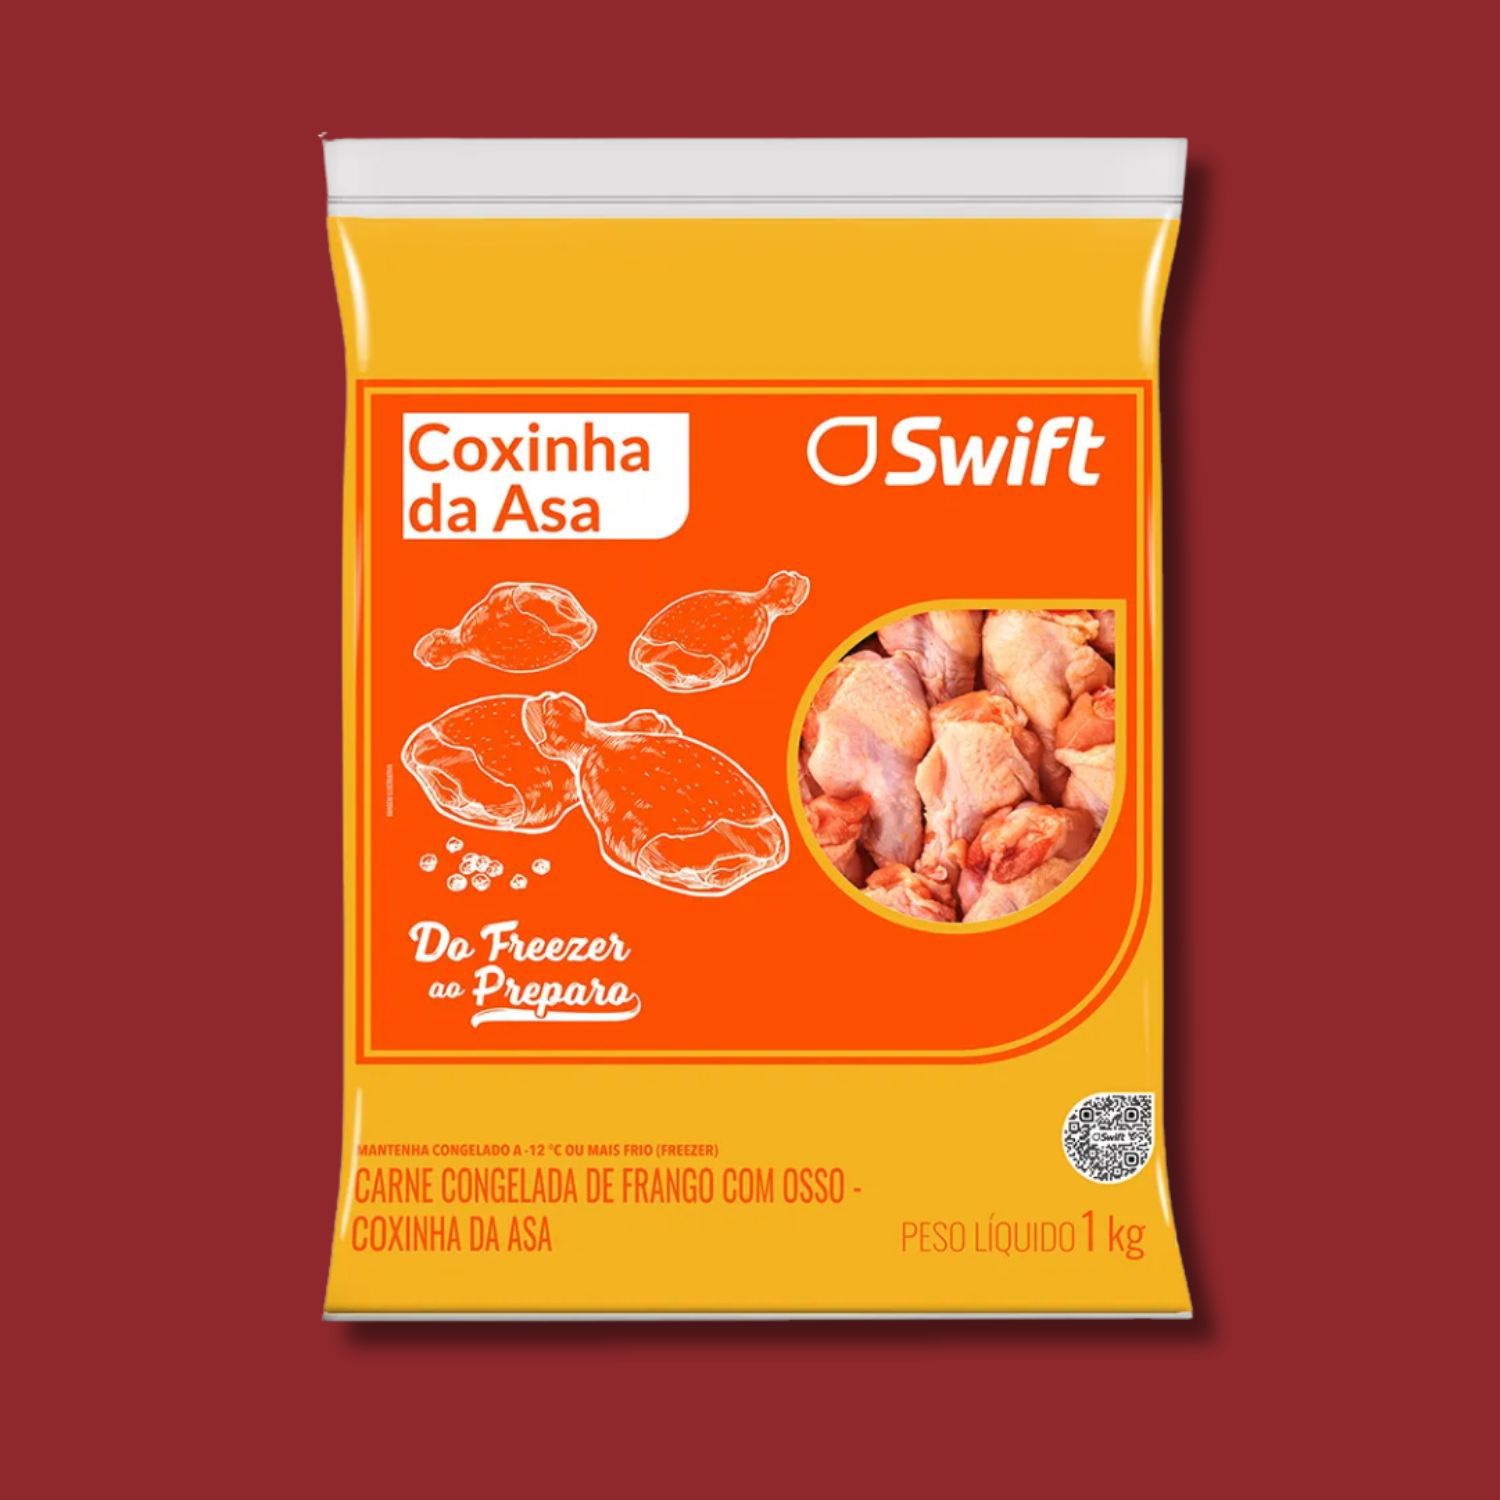 Coxinha
da Asa
Swift
Do Freezer
ao Preparo
Swift
MANTENHA CONGELADO A -12 °C OU MAIS FRIO (FREEZER)
CARNE CONGELADA DE FRANGO COM OSSO -
COXINHA DA ASA
PESO LÍQUIDO 1 kg